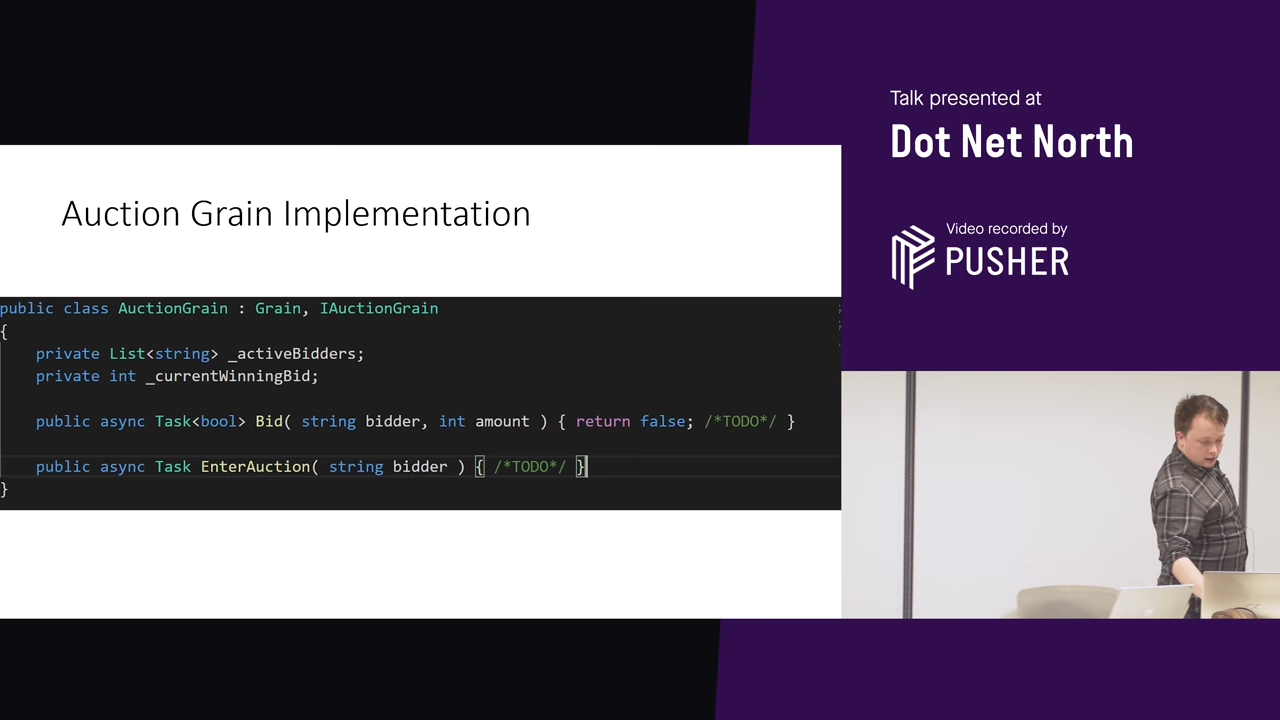 Talk presented at
Dot Net North
Video recorded by
PUSHER
Auction Grain Implementation
public class AuctionGrain : Grain, IAuctionGrain
{
    private List<string> _activeBidders;
    private int _currentWinningBid;
    public async Task<bool> Bid( string bidder, int amount ) { return false; /*TODO*/ }
    public async Task EnterAuction( string bidder ) { /*TODO*/ }
}